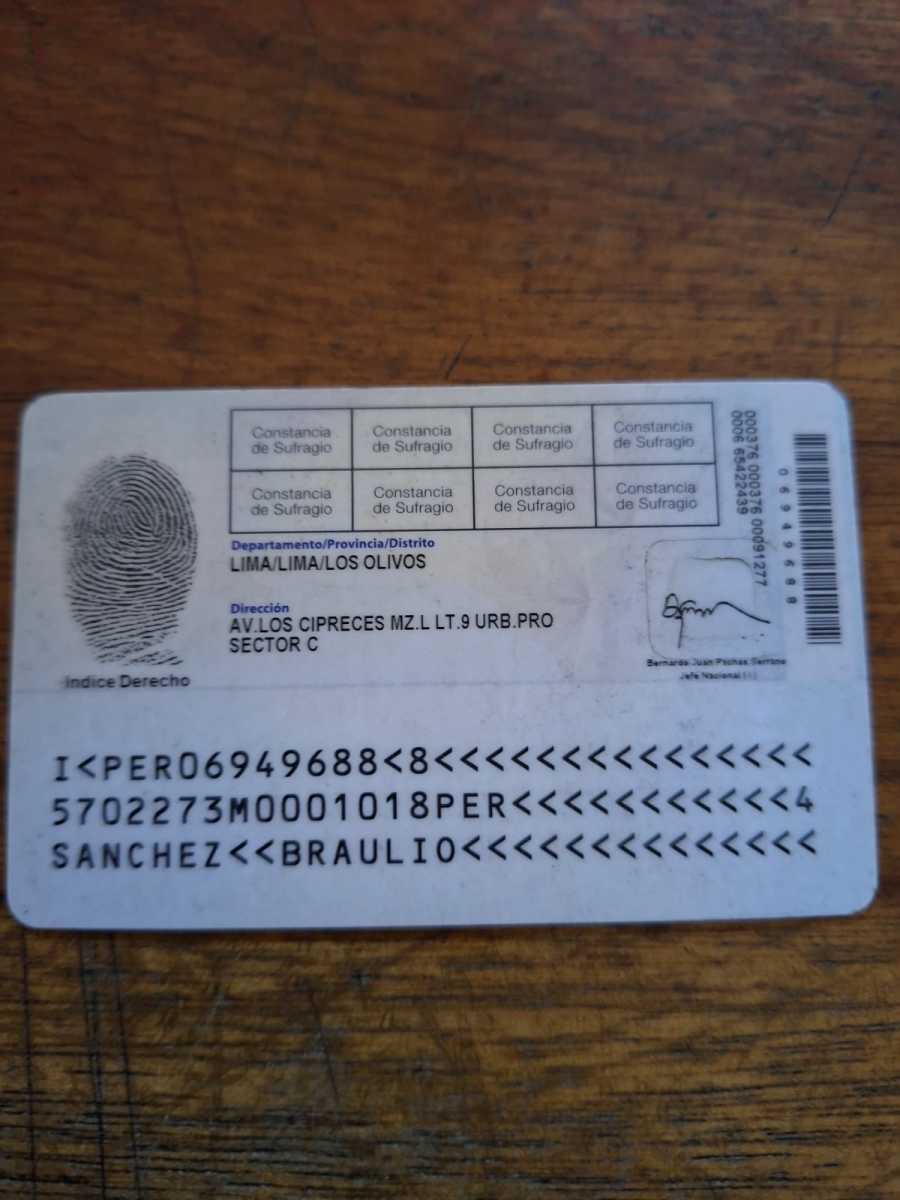 Constancia de Sufragio
Constancia de Sufragio
Constancia de Sufragio
Constancia de Sufragio
Constancia de Sufragio
Constancia de Sufragio
Constancia de Sufragio
Constancia de Sufragio
Departamento/Provincia/Distrito
LIMA/LIMA/LOS OLIVOS
Dirección
AV.LOS CIPRECES MZ.L LT.9 URB.PRO
SECTOR C
Indice Derecho
000376 000376 00091277
0006 65422439
06949688
Bernardo Juan Pachas Serrano
Jefe Nacional (i)
I<PER06949688<8<<<<<<<<<<<<<<<
5702273M0001018PER<<<<<<<<<<<4
SANCHEZ<<BRAULIO<<<<<<<<<<<<<<